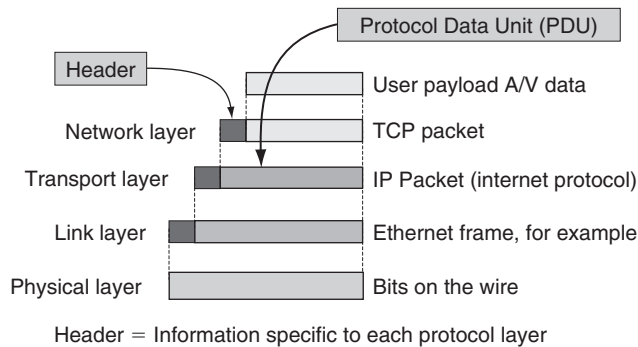 Protocol Data Unit (PDU)
Header
User payload A/V data
Network layer
TCP packet
Transport layer
IP Packet (internet protocol)
Link layer
Ethernet frame, for example
Physical layer
Bits on the wire
Header = Information specific to each protocol layer